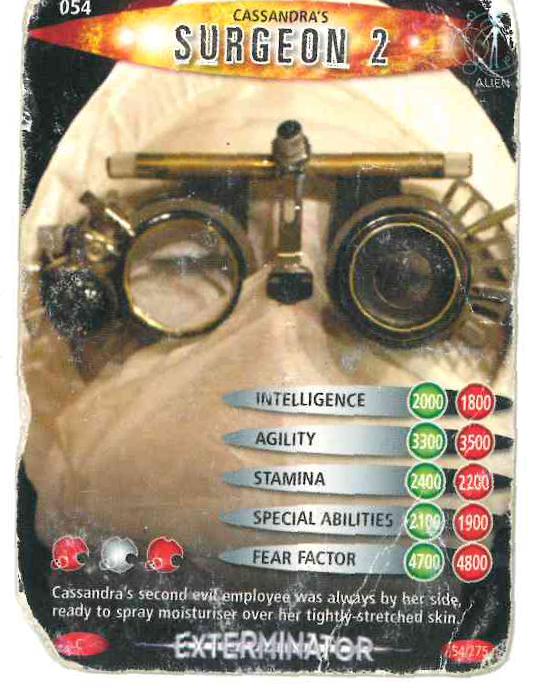 054
CASSANDRA'S
SURGEON 2
ALIEN
INTELLIGENCE 2000 1800
AGILITY 3300 3500
STAMINA 2400 2200
SPECIAL ABILITIES 2100 1900
FEAR FACTOR 4700 4800
Cassandra's second evil employee was always by her side,
ready to spray moisturiser over her tightly-stretched skin.
C EXTERMINATOR 54/275